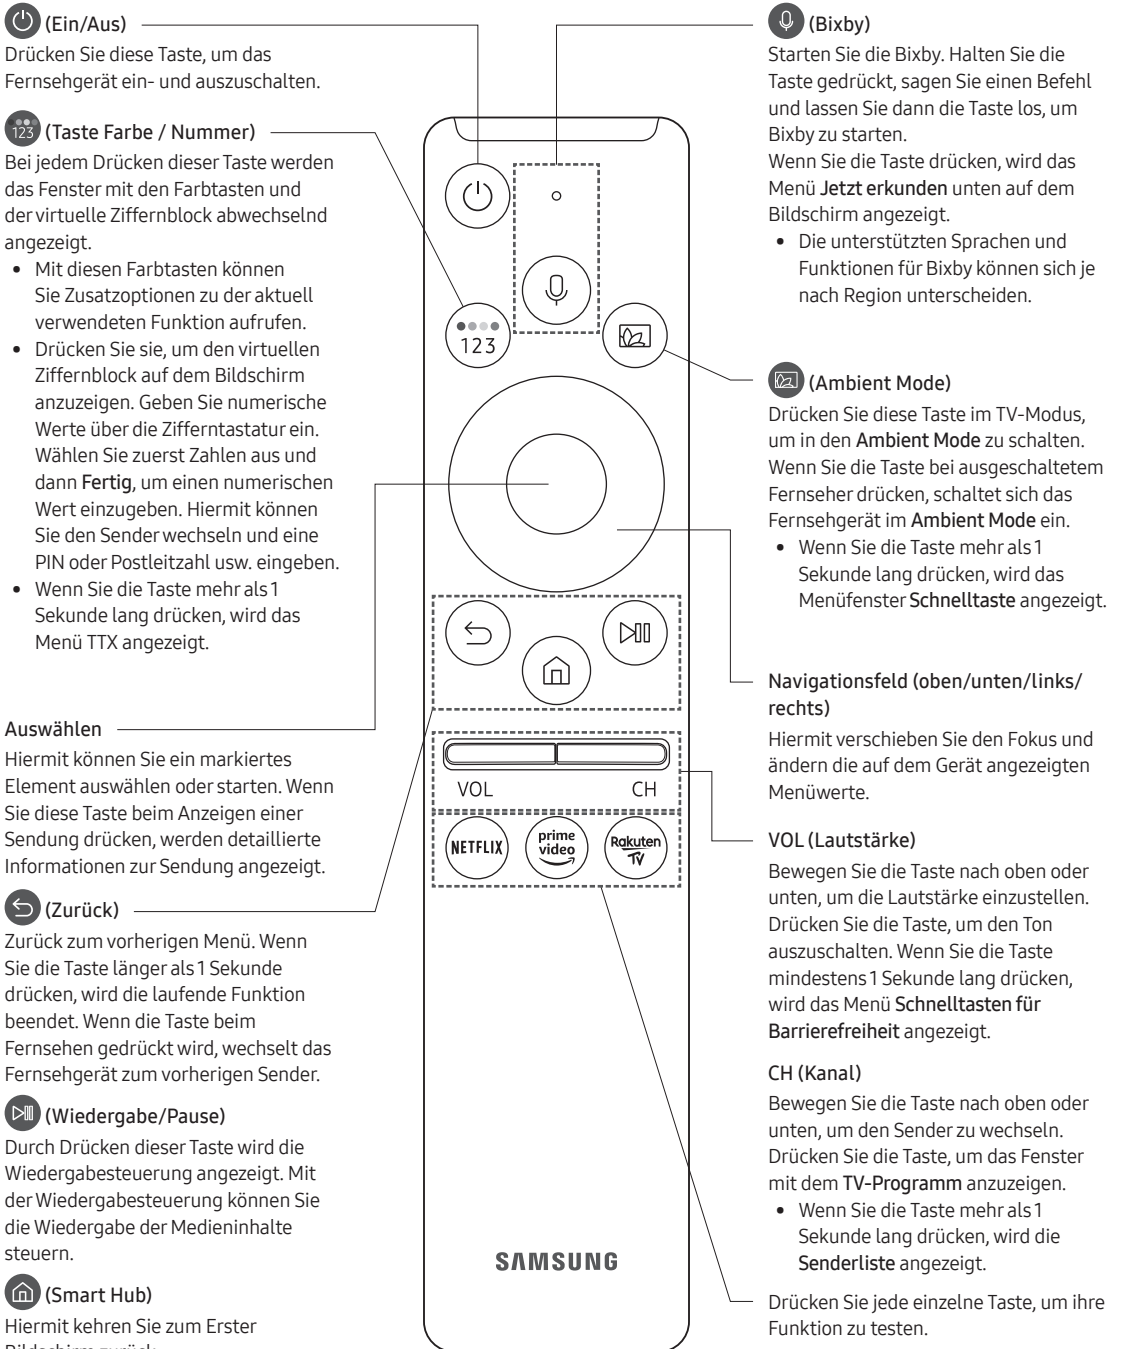 (Ein/Aus)
Drücken Sie diese Taste, um das
Fernsehgerät ein- und auszuschalten.
123 (Taste Farbe / Nummer)
Bei jedem Drücken dieser Taste werden
das Fenster mit den Farbtasten und
der virtuelle Ziffernblock abwechselnd
angezeigt.
• Mit diesen Farbtasten können
Sie Zusatzoptionen zu der aktuell
verwendeten Funktion aufrufen.
• Drücken Sie sie, um den virtuellen
Ziffernblock auf dem Bildschirm
anzuzeigen. Geben Sie numerische
Werte über die Zifferntastatur ein.
Wählen Sie zuerst Zahlen aus und
dann Fertig, um einen numerischen
Wert einzugeben. Hiermit können
Sie den Sender wechseln und eine
PIN oder Postleitzahl usw. eingeben.
• Wenn Sie die Taste mehr als 1
Sekunde lang drücken, wird das
Menü TTX angezeigt.
Auswählen
Hiermit können Sie ein markiertes
Element auswählen oder starten. Wenn
Sie diese Taste beim Anzeigen einer
Sendung drücken, werden detaillierte
Informationen zur Sendung angezeigt.
(Zurück)
Zurück zum vorherigen Menü. Wenn
Sie die Taste länger als 1 Sekunde
drücken, wird die laufende Funktion
beendet. Wenn die Taste beim
Fernsehen gedrückt wird, wechselt das
Fernsehgerät zum vorherigen Sender.
(Wiedergabe/Pause)
Durch Drücken dieser Taste wird die
Wiedergabesteuerung angezeigt. Mit
der Wiedergabesteuerung können Sie
die Wiedergabe der Medieninhalte
steuern.
(Smart Hub)
Hiermit kehren Sie zum Erster
Bildschirm zurück
123
VOL CH
NETFLIX
prime
video
Rakuten
TV
SAMSUNG
(Bixby)
Starten Sie die Bixby. Halten Sie die
Taste gedrückt, sagen Sie einen Befehl
und lassen Sie dann die Taste los, um
Bixby zu starten.
Wenn Sie die Taste drücken, wird das
Menü Jetzt erkunden unten auf dem
Bildschirm angezeigt.
• Die unterstützten Sprachen und
Funktionen für Bixby können sich je
nach Region unterscheiden.
(Ambient Mode)
Drücken Sie diese Taste im TV-Modus,
um in den Ambient Mode zu schalten.
Wenn Sie die Taste bei ausgeschaltetem
Fernseher drücken, schaltet sich das
Fernsehgerät im Ambient Mode ein.
• Wenn Sie die Taste mehr als 1
Sekunde lang drücken, wird das
Menüfenster Schnelltaste angezeigt.
Navigationsfeld (oben/unten/links/
rechts)
Hiermit verschieben Sie den Fokus und
ändern die auf dem Gerät angezeigten
Menüwerte.
VOL (Lautstärke)
Bewegen Sie die Taste nach oben oder
unten, um die Lautstärke einzustellen.
Drücken Sie die Taste, um den Ton
auszuschalten. Wenn Sie die Taste
mindestens 1 Sekunde lang drücken,
wird das Menü Schnelltasten für
Barrierefreiheit angezeigt.
CH (Kanal)
Bewegen Sie die Taste nach oben oder
unten, um den Sender zu wechseln.
Drücken Sie die Taste, um das Fenster
mit dem TV-Programm anzuzeigen.
• Wenn Sie die Taste mehr als 1
Sekunde lang drücken, wird die
Senderliste angezeigt.
Drücken Sie jede einzelne Taste, um ihre
Funktion zu testen.